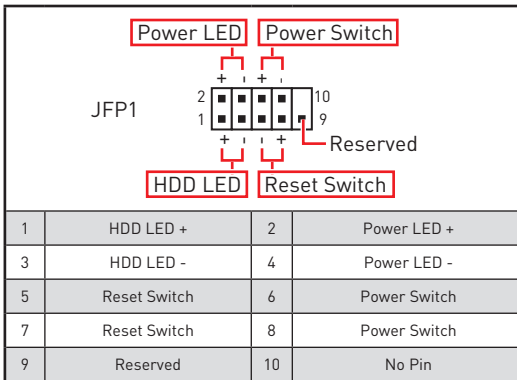 Power LED Power Switch
+ - + -
JFP1
2 10
1 9
+ - - +
Reserved
HDD LED Reset Switch
1 HDD LED + 2 Power LED +
3 HDD LED - 4 Power LED -
5 Reset Switch 6 Power Switch
7 Reset Switch 8 Power Switch
9 Reserved 10 No Pin